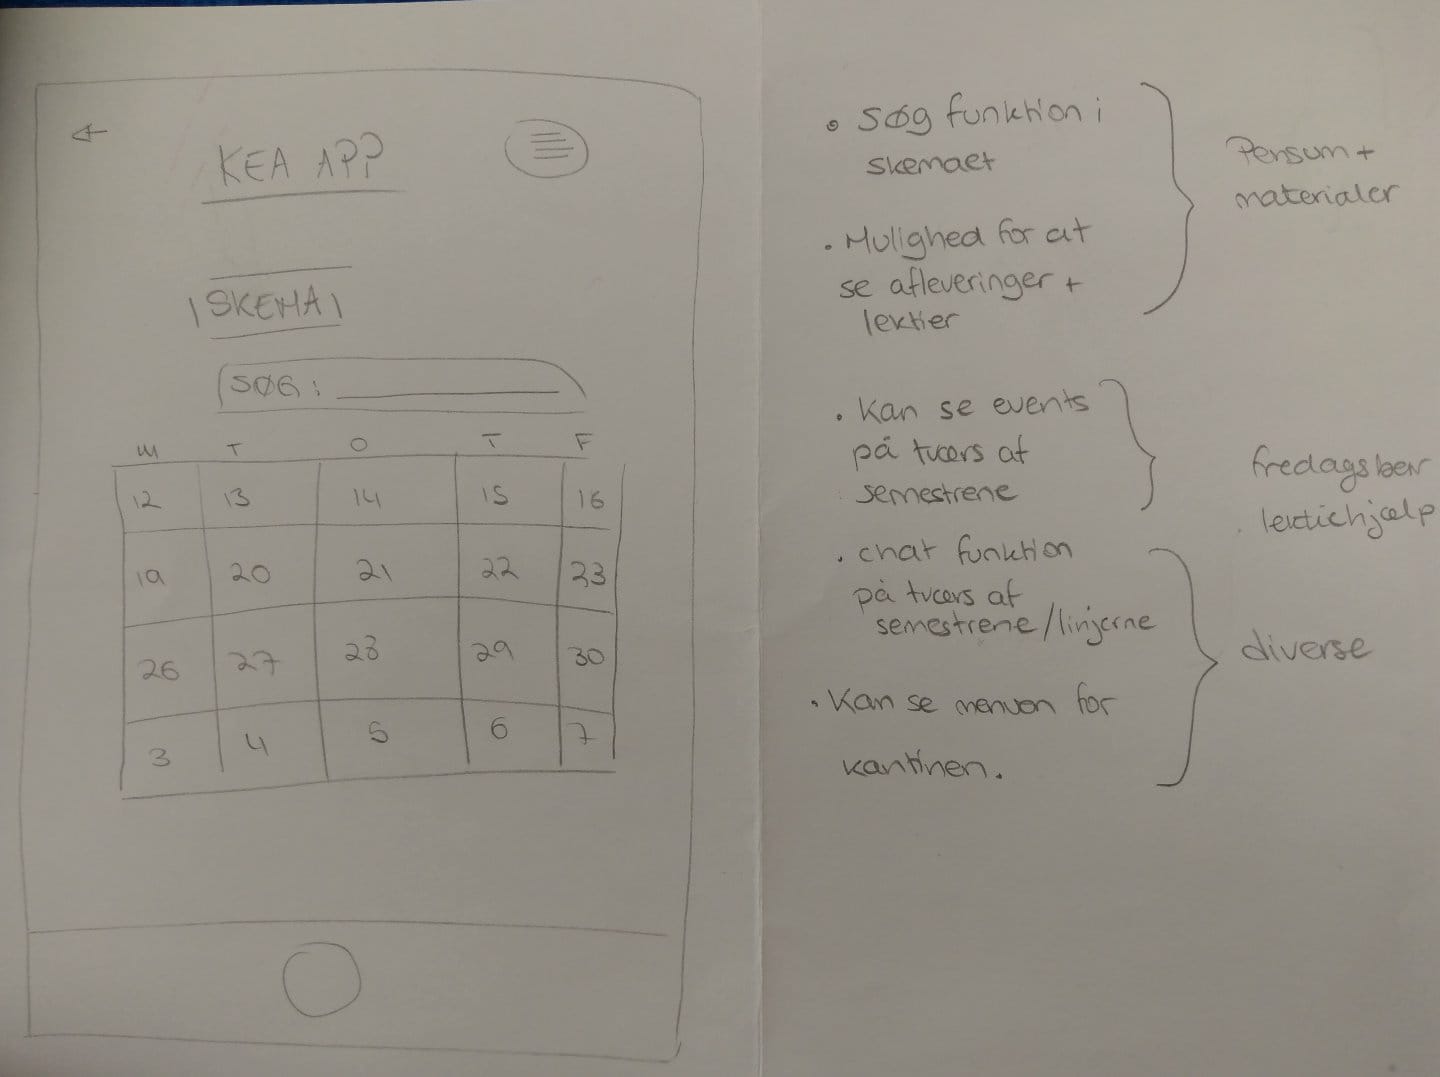 KEA APP
SKEMA
SØG:
M T O T F
12 13 14 15 16
19 20 21 22 23
26 27 28 29 30
3 4 5 6 7
• Søg funktion i
skemaet
• Mulighed for at
se afleveringer +
lektier
Pensum +
materialer
• Kan se events
på tværs af
semestrene
fredagsbar
lektiehjælp
• chat funktion
på tværs af
semestrene/linjerne
• Kan se menuen for
kantinen.
diverse